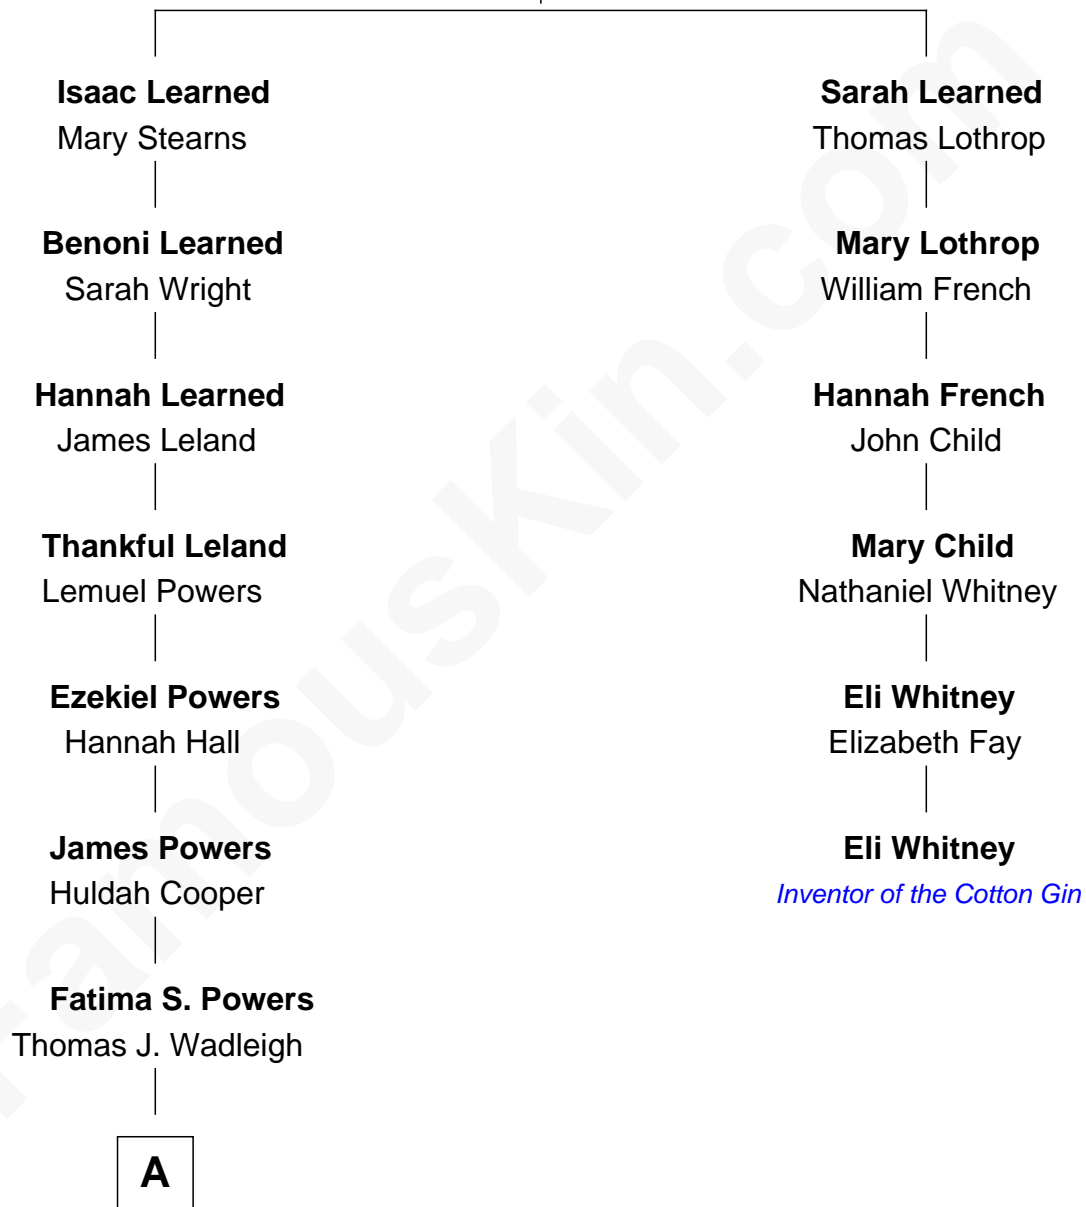 Isaac Learned
Mary Stearns
Sarah Learned
Thomas Lothrop
Benoni Learned
Sarah Wright
Mary Lothrop
William French
Hannah Learned
James Leland
Hannah French
John Child
Thankful Leland
Lemuel Powers
Mary Child
Nathaniel Whitney
Ezekiel Powers
Hannah Hall
Eli Whitney
Elizabeth Fay
James Powers
Huldah Cooper
Eli Whitney
Inventor of the Cotton Gin
Fatima S. Powers
Thomas J. Wadleigh
A
FamousKin.com